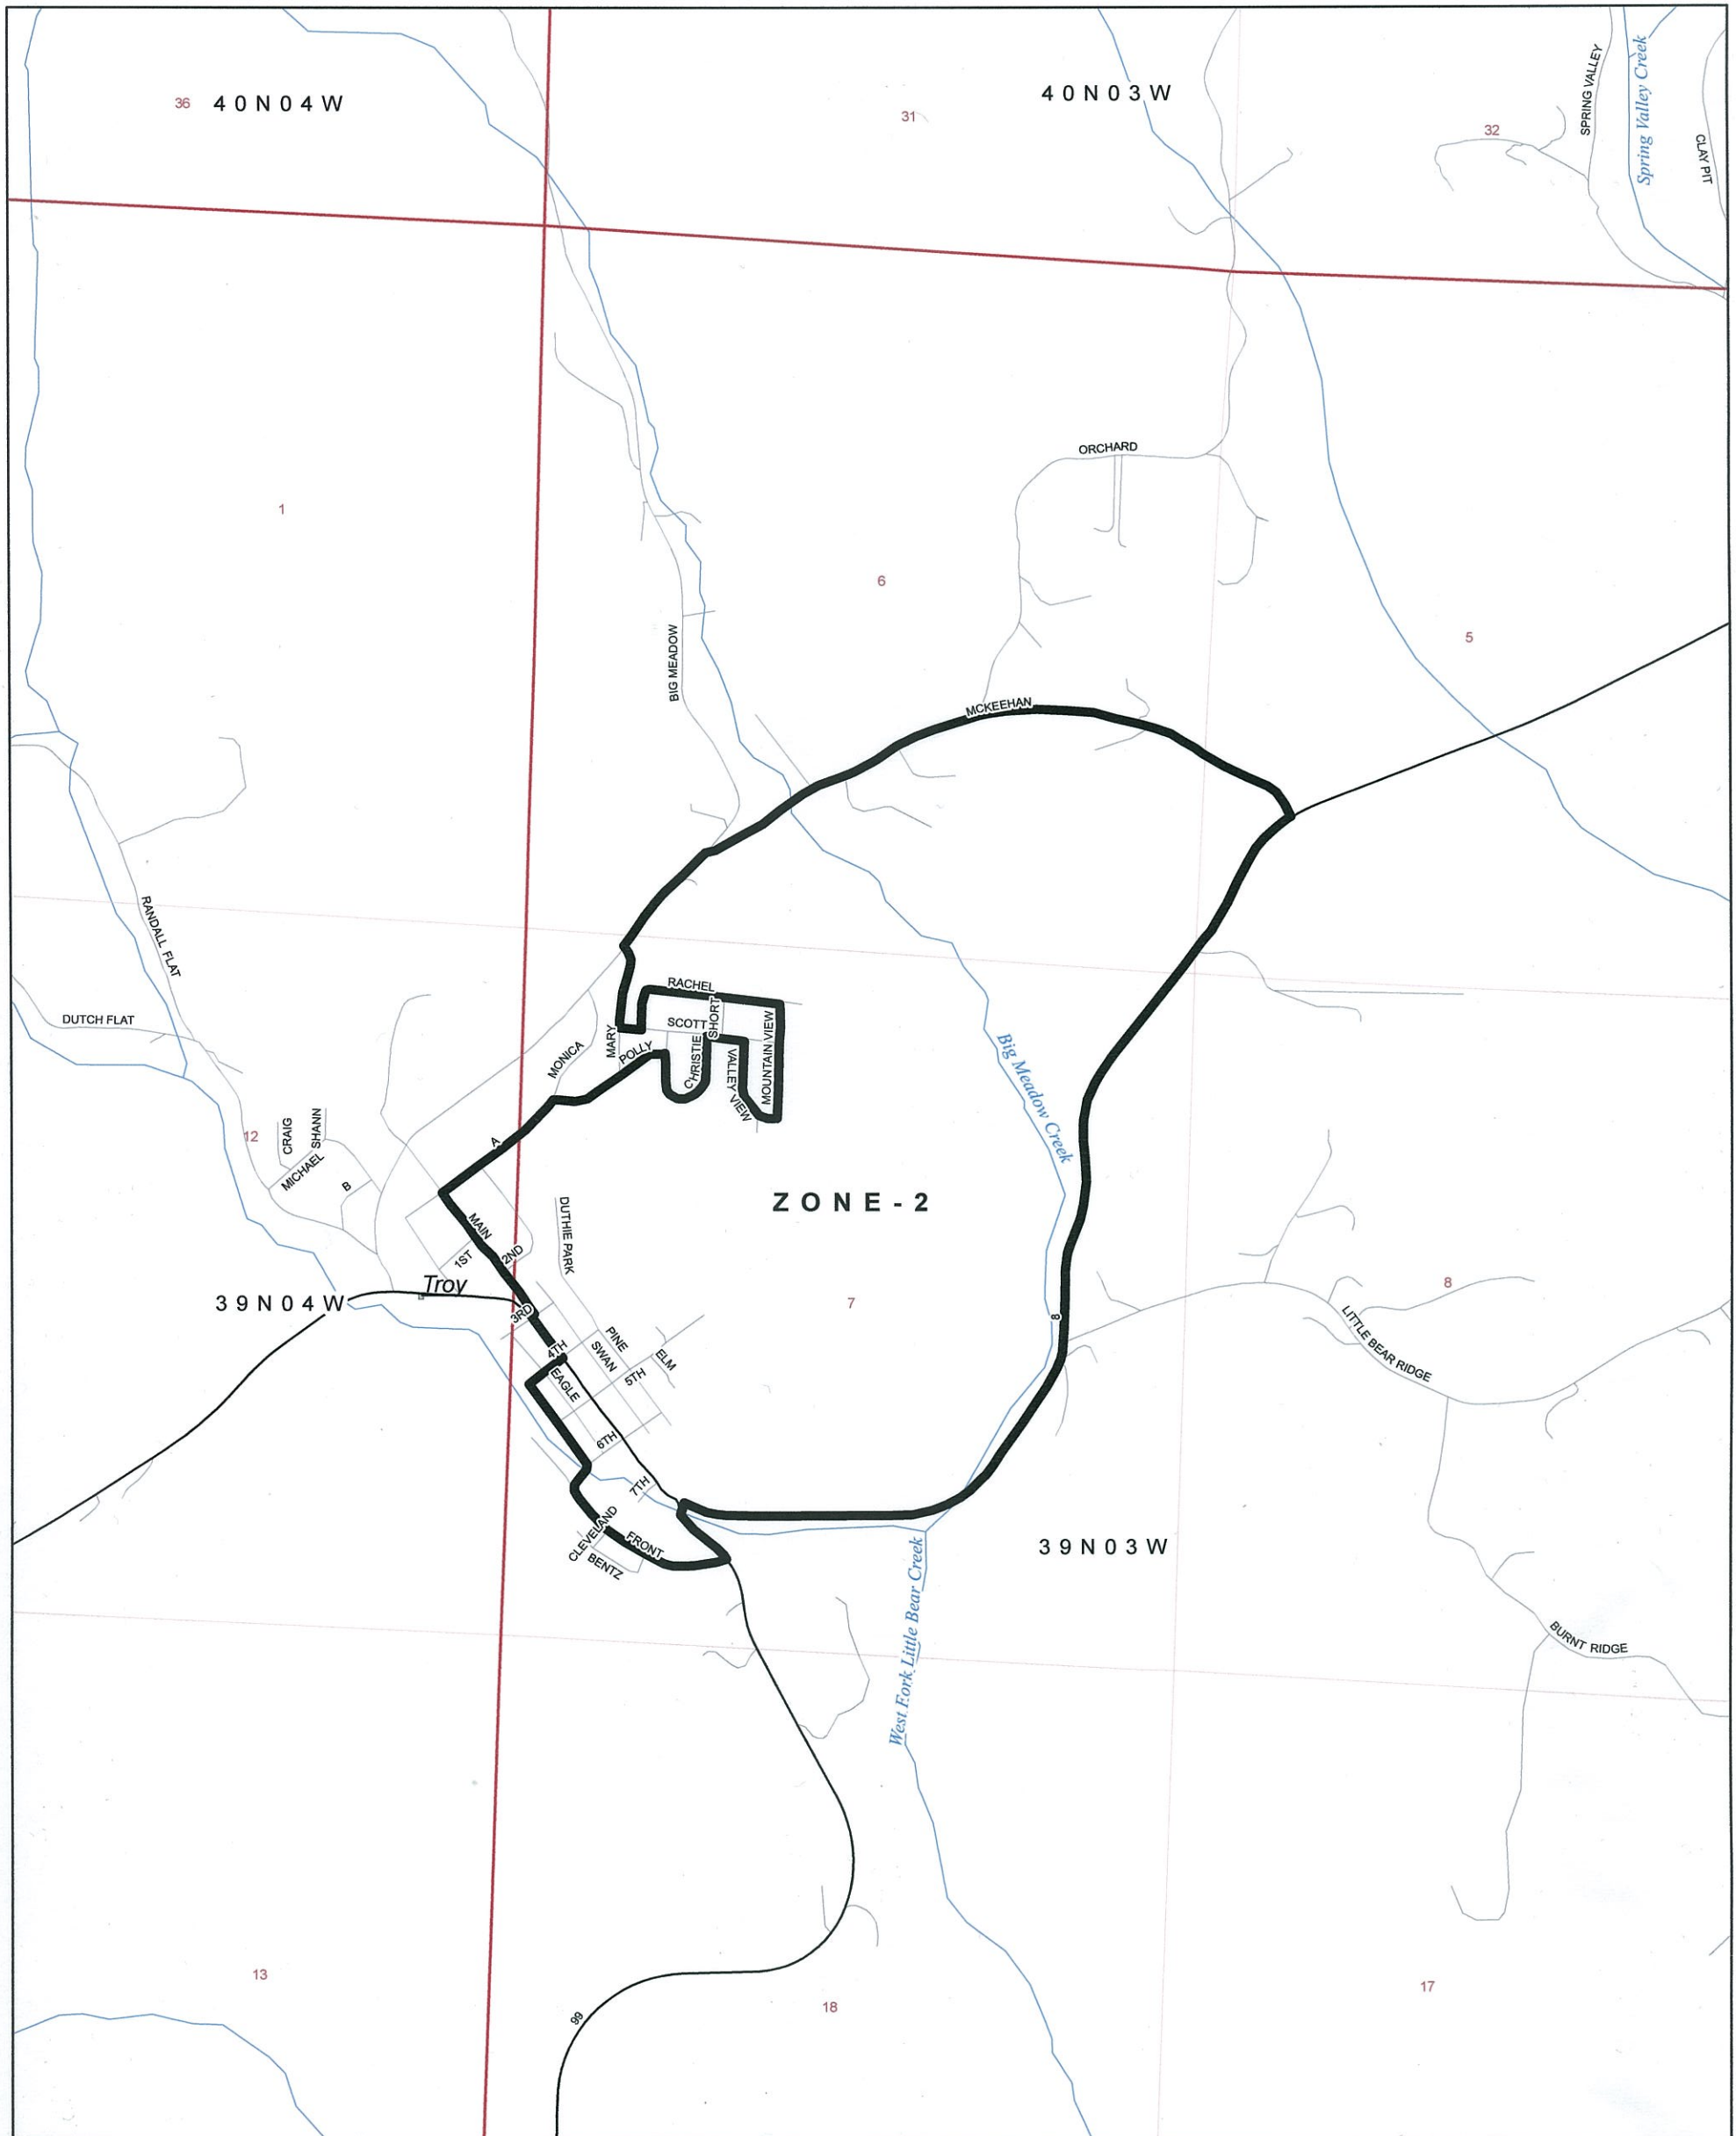 36 40N04W
31
40N03W
32
SPRING VALLEY
Spring Valley Creek
CLAY PIT
ORCHARD
1
6
5
BIG MEADOW
MCKEEHAN
RANDALL FLAT
DUTCH FLAT
RACHEL
SHORT
SCOTT
MARY
POLLY
CHRISTIE
VALLEY VIEW
MOUNTAIN VIEW
MONICA
Big Meadow Creek
12
CRAIG
SHANN
MICHAEL
B
A
ZONE-2
MAIN
1ST
2ND
DUTHIE PARK
Troy
39N04W
3RD
7
8
8
4TH
PINE
SWAN
ELM
5TH
EAGLE
LITTLE BEAR RIDGE
6TH
7TH
CLEVELAND
FRONT
BENTZ
39N03W
West Fork Little Bear Creek
BURNT RIDGE
13
99
18
17